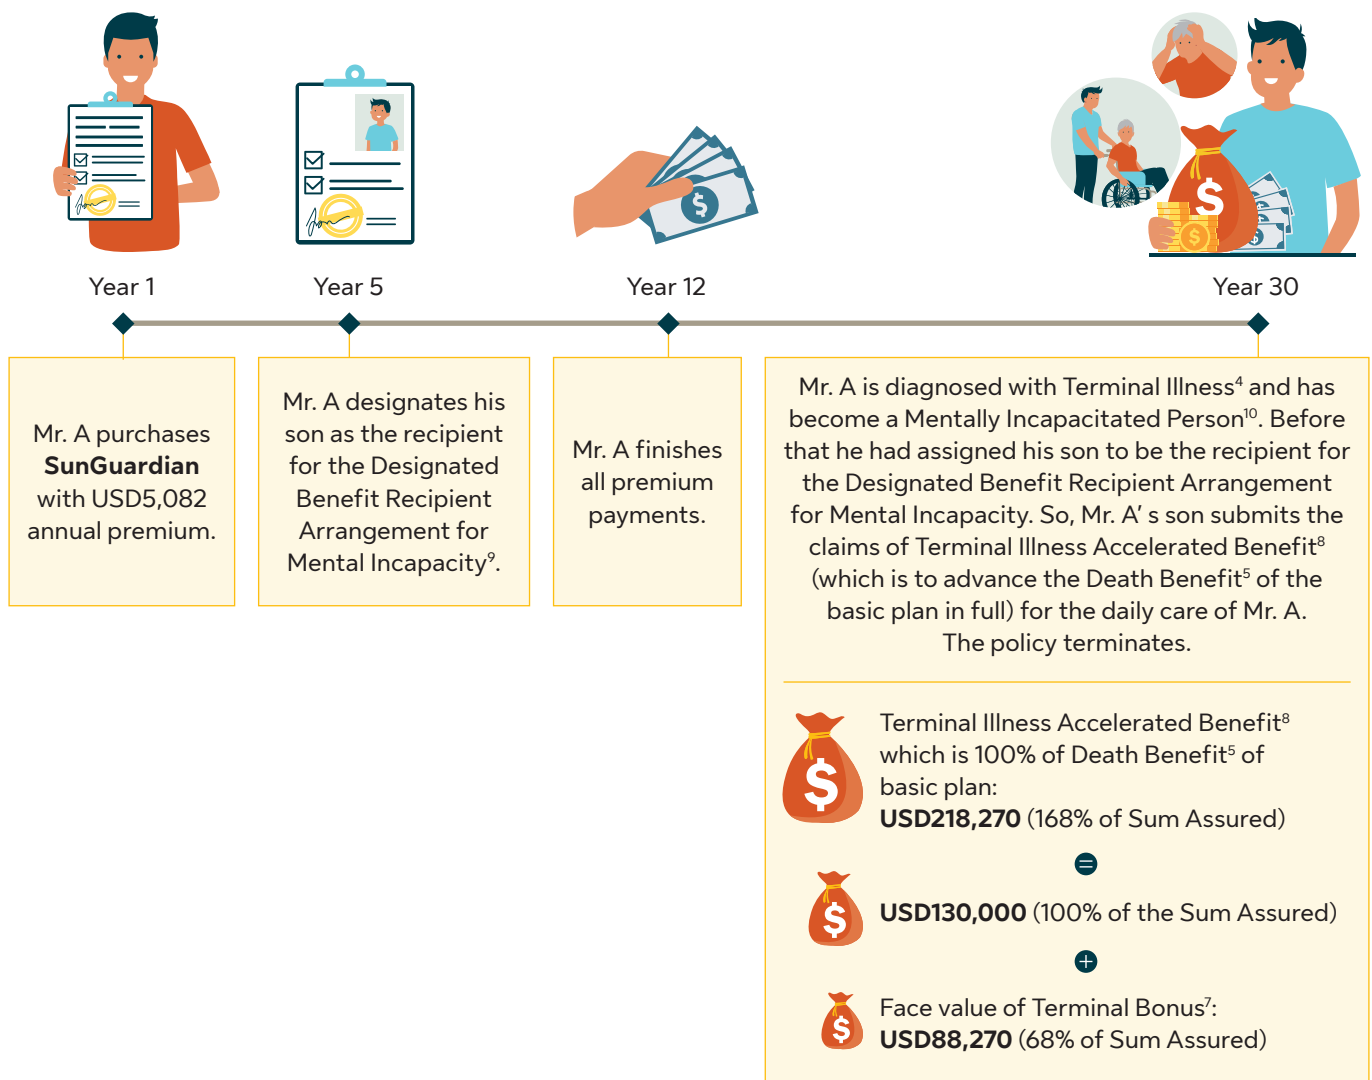 Year 1
Year 5
Year 12
Year 30
Mr. A purchases
SunGuardian
with USD5,082
annual premium.
Mr. A designates his
son as the recipient
for the Designated
Benefit Recipient
Arrangement for
Mental Incapacity⁹.
Mr. A finishes
all premium
payments.
Mr. A is diagnosed with Terminal Illness⁴ and has
become a Mentally Incapacitated Person¹⁰. Before
that he had assigned his son to be the recipient for
the Designated Benefit Recipient Arrangement
for Mental Incapacity. So, Mr. A’ s son submits the
claims of Terminal Illness Accelerated Benefit⁸
(which is to advance the Death Benefit⁵ of the
basic plan in full) for the daily care of Mr. A.
The policy terminates.
$
Terminal Illness Accelerated Benefit⁸
which is 100% of Death Benefit⁵ of
basic plan:
USD218,270 (168% of Sum Assured)
=
$
USD130,000 (100% of the Sum Assured)
+
$
Face value of Terminal Bonus⁷:
USD88,270 (68% of Sum Assured)